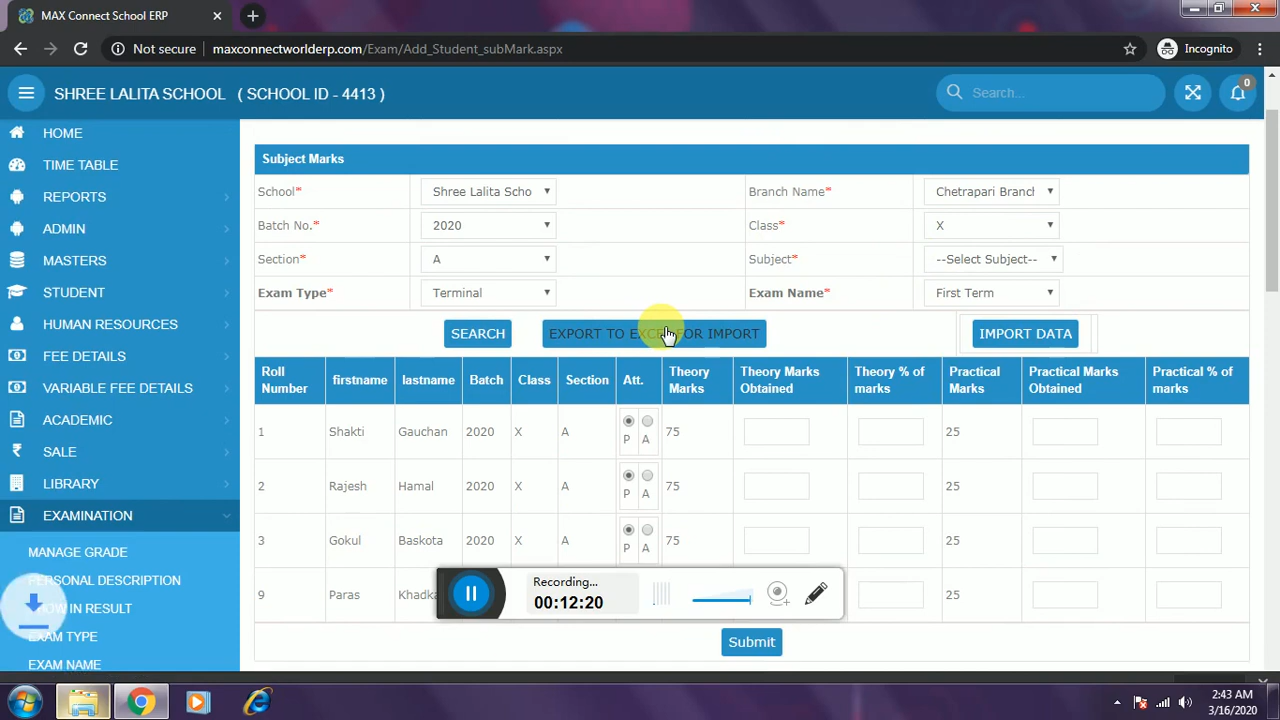 MAX Connect School ERP
Not secure maxconnectworlderp.com/Exam/Add_Student_subMark.aspx Incognito
SHREE LALITA SCHOOL ( SCHOOL ID - 4413 ) Search... 0
HOME
TIME TABLE
REPORTS
ADMIN
MASTERS
STUDENT
HUMAN RESOURCES
FEE DETAILS
VARIABLE FEE DETAILS
ACADEMIC
SALE
LIBRARY
EXAMINATION
MANAGE GRADE
PERSONAL DESCRIPTION
IN RESULT
EXAM TYPE
EXAM NAME
Subject Marks
School* Shree Lalita Scho Branch Name* Chetrapari Branch
Batch No.* 2020 Class* X
Section* A Subject* --Select Subject--
Exam Type* Terminal Exam Name* First Term
SEARCH EXPORT TO EXCEL FOR IMPORT IMPORT DATA
Roll Number firstname lastname Batch Class Section Att. Theory Marks Theory Marks Obtained Theory % of marks Practical Marks Practical Marks Obtained Practical % of marks
1 Shakti Gauchan 2020 X A P A 75 25
2 Rajesh Hamal 2020 X A P A 75 25
3 Gokul Baskota 2020 X A P A 75 25
9 Paras 25
Recording...
00:12:20
Submit
2:43 AM
3/16/2020